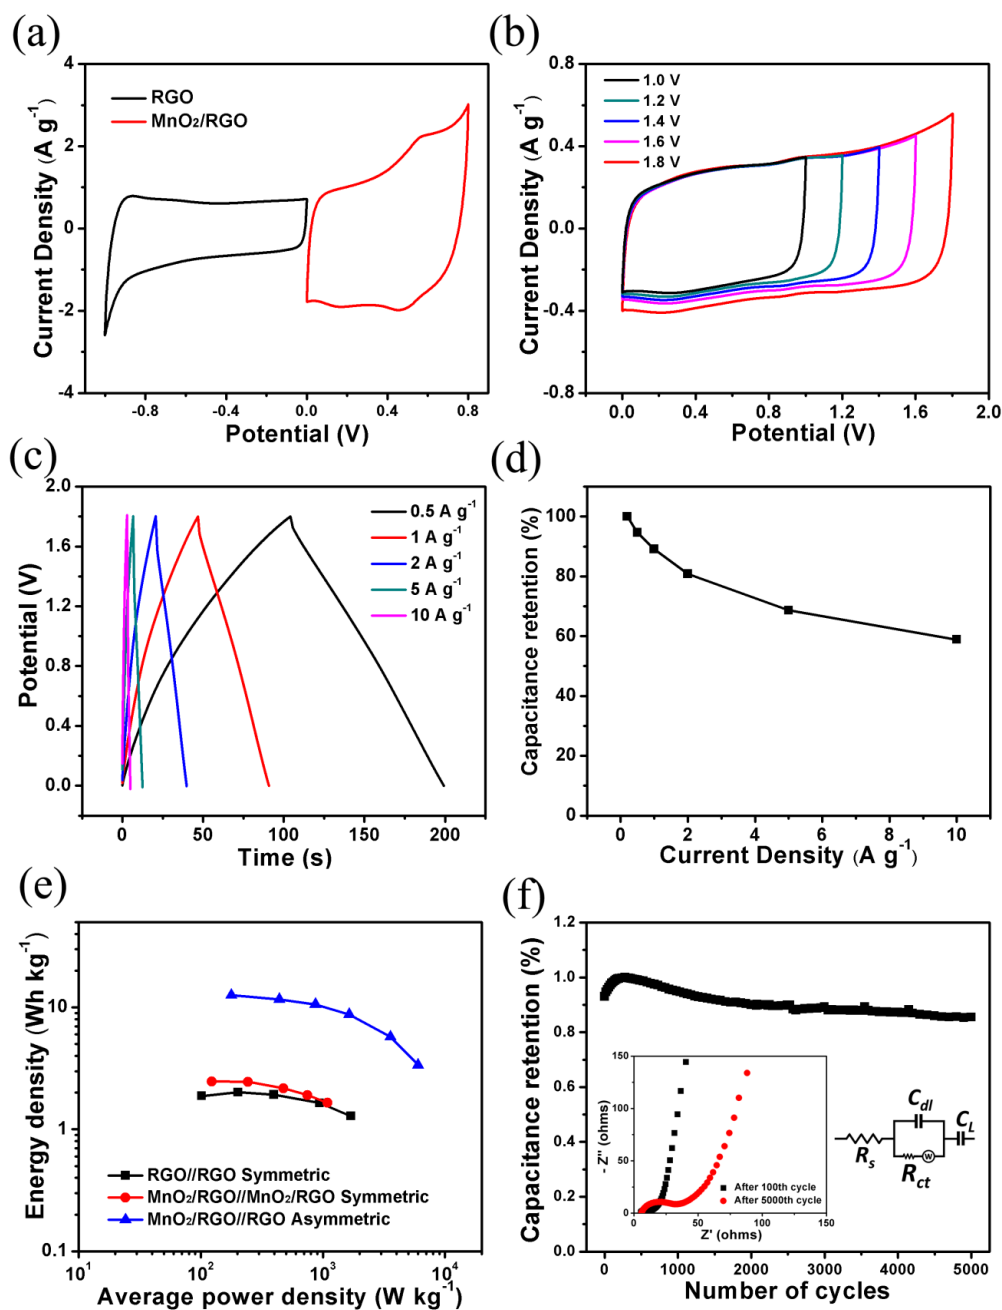 (a)
RGO
MnO₂/RGO
Current Density (A g⁻¹)
4
2
0
-2
-4
-0.8
-0.4
0.0
0.4
0.8
Potential (V)
(b)
1.0 V
1.2 V
1.4 V
1.6 V
1.8 V
Current Density (A g⁻¹)
0.8
0.4
0.0
-0.4
-0.8
0.0
0.4
0.8
1.2
1.6
2.0
Potential (V)
(c)
0.5 A g⁻¹
1 A g⁻¹
2 A g⁻¹
5 A g⁻¹
10 A g⁻¹
Potential (V)
2.0
1.6
1.2
0.8
0.4
0.0
0
50
100
150
200
Time (s)
(d)
Capacitance retention (%)
100
80
60
40
20
0
0
2
4
6
8
10
Current Density (A g⁻¹)
(e)
Energy density (Wh kg⁻¹)
10
1
0.1
RGO//RGO Symmetric
MnO₂/RGO//MnO₂/RGO Symmetric
MnO₂/RGO//RGO Asymmetric
10¹
10²
10³
10⁴
Average power density (W kg⁻¹)
(f)
Capacitance retention (%)
1.2
1.0
0.8
0.6
0.4
0.2
0.0
0
1000
2000
3000
4000
5000
Number of cycles
- Z'' (ohms)
150
100
50
0
0
50
100
150
Z' (ohms)
After 100th cycle
After 5000th cycle
C_dl
C_L
R_s
W
R_ct